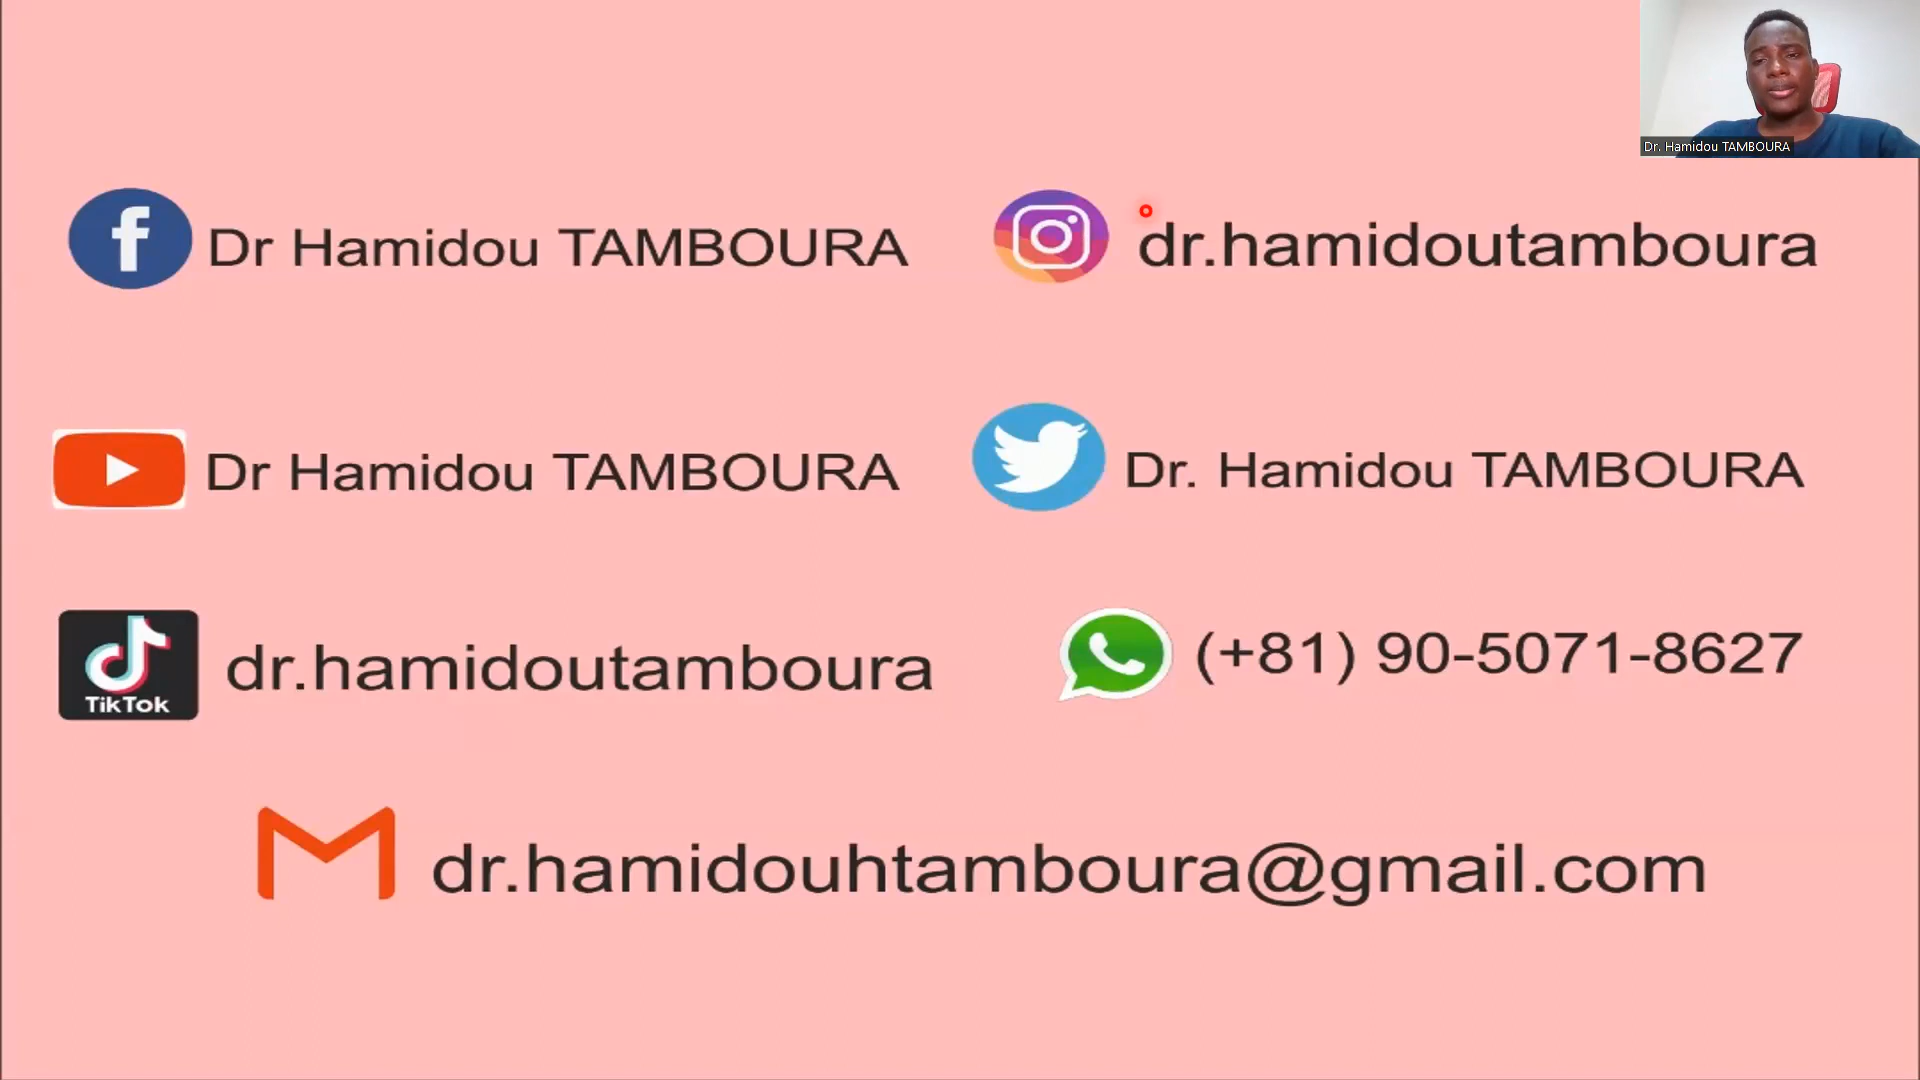 Dr. Hamidou TAMBOURA
Dr Hamidou TAMBOURA
dr.hamidoutamboura
Dr Hamidou TAMBOURA
Dr. Hamidou TAMBOURA
TikTok
dr.hamidoutamboura
(+81) 90-5071-8627
dr.hamidouhtamboura@gmail.com